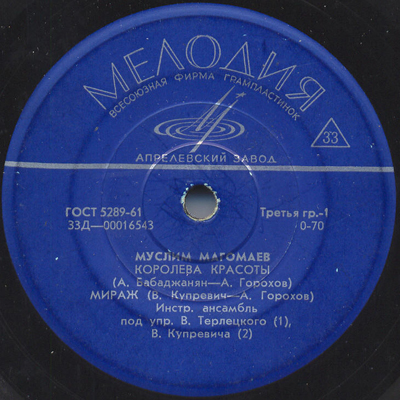 МЕЛОДИЯ
ВСЕСОЮЗНАЯ ФИРМА ГРАМПЛАСТИНОК
33
АПРЕЛЕВСКИЙ ЗАВОД
ГОСТ 5289-61 Третья гр.-1
33Д—00016543 0-70
МУСЛИМ МАГОМАЕВ
КОРОЛЕВА КРАСОТЫ
(А. Бабаджанян—А. Горохов)
МИРАЖ (В. Купревич—А. Горохов)
Инстр. ансамбль
под упр. В. Терлецкого (1),
В. Купревича (2)